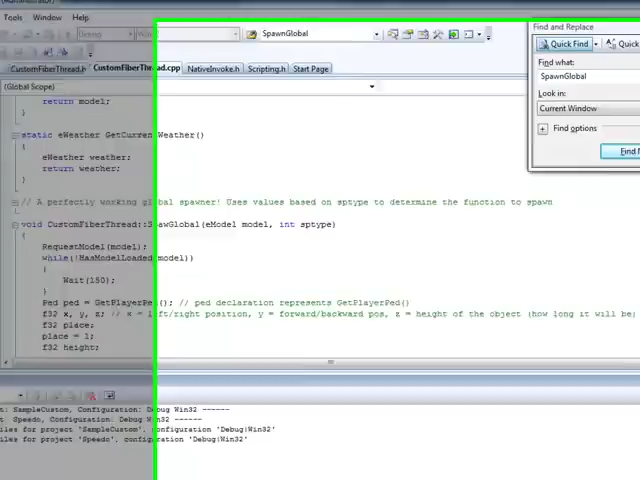 Tools Window Help
Debug SpawnGlobal
CustomFiberThread.h CustomFiberThread.cpp NativeInvoke.h Scripting.h Start Page
(Global Scope)
return model;
}
static eWeather GetCurrentWeather()
{
eWeather weather;
return weather;
}
// A perfectly working global spawner! Uses values based on sptype to determine the function to spawn
void CustomFiberThread::SpawGlobal(eModel model, int sptype)
{
RequestModel(model);
while(!HasModelLoaded(model))
{
Wait(150);
}
Ped ped = GetPlayerPed(); // ped declaration represents GetPlayerPed()
f32 x, y, z; // x = left/right position, y = forward/backward pos, z = height of the object (how long it will be)
f32 place;
place = 1;
f32 height;
Find and Replace
Quick Find Quick
Find what:
SpawnGlobal
Look in:
Current Window
Find options
Find
t: SampleCustom, Configuration: Debug Win32 ------
t: Speedo, Configuration: Debug Win32 ------
iles for project 'SampleCustom', configuration 'Debug|Win32'
iles for project 'Speedo', configuration 'Debug|Win32'